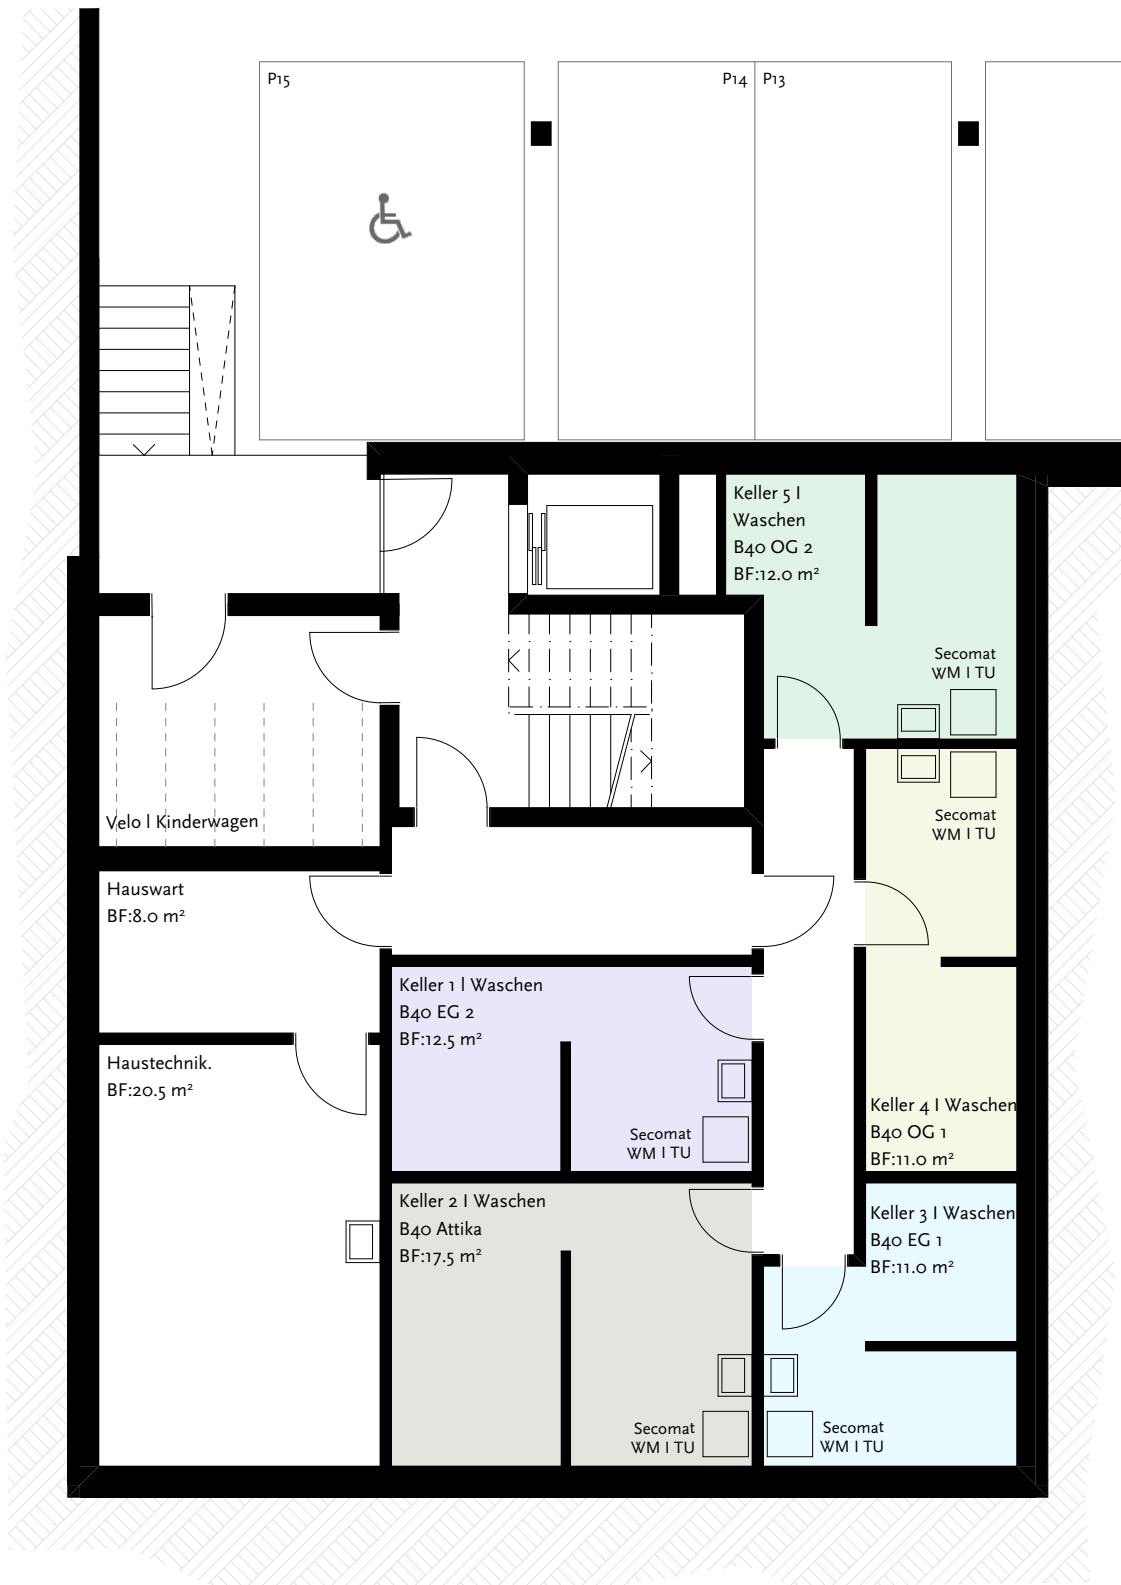 P15
P14
P13
Keller 5 I
Waschen
B40 OG 2
BF:12.0 m²
Secomat
WM I TU
Secomat
WM I TU
Velo l Kinderwagen
Hauswart
BF:8.0 m²
Keller 1 l Waschen
B40 EG 2
BF:12.5 m²
Haustechnik.
BF:20.5 m²
Secomat
WM I TU
Keller 4 I Waschen
B40 OG 1
BF:11.0 m²
Keller 2 I Waschen
B40 Attika
BF:17.5 m²
Keller 3 I Waschen
B40 EG 1
BF:11.0 m²
Secomat
WM I TU
Secomat
WM I TU